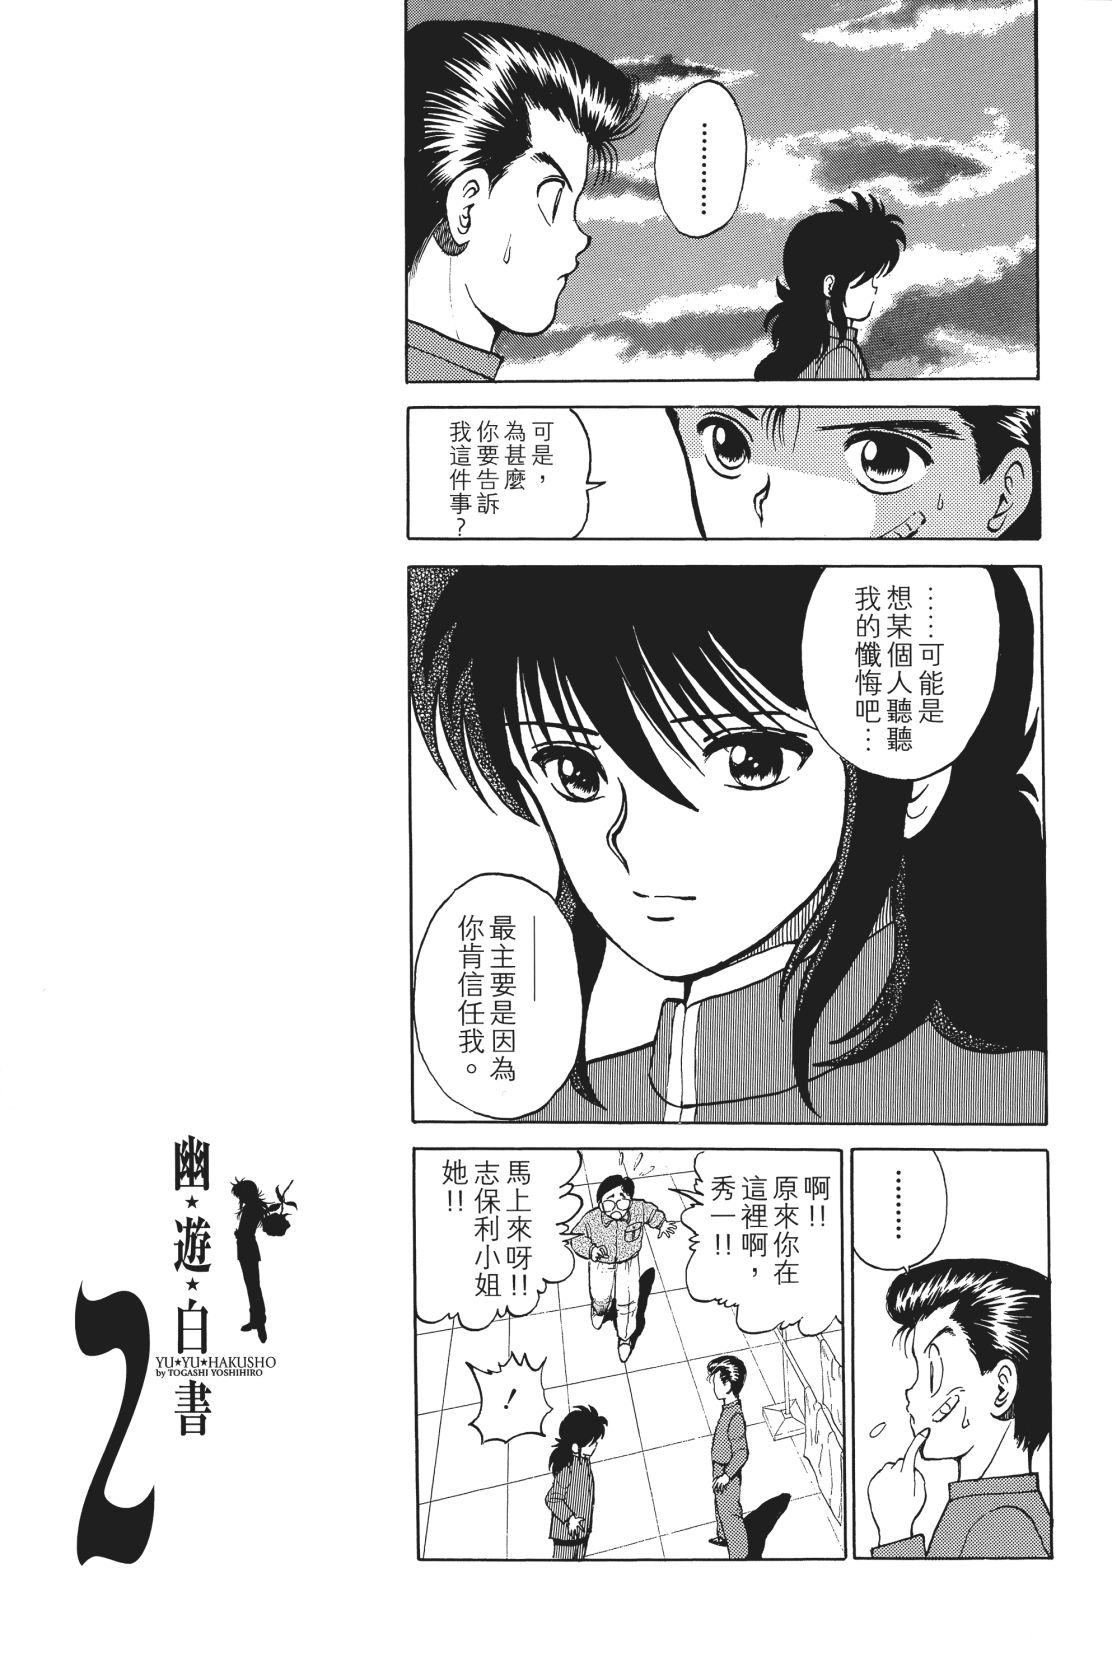 …………
可是，
為甚麼
你要告訴
我這件事？
……可能是
想某個人聽聽
我的懺悔吧…
——
最主要是因為
你肯信任我。
………
啊!!
原來你在
這裡啊，
秀一!!
馬上來呀!!
志保利小姐
她!!
！
幽★遊★白書
YU★YU★HAKUSHO
by TOGASHI YOSHIHIRO
2